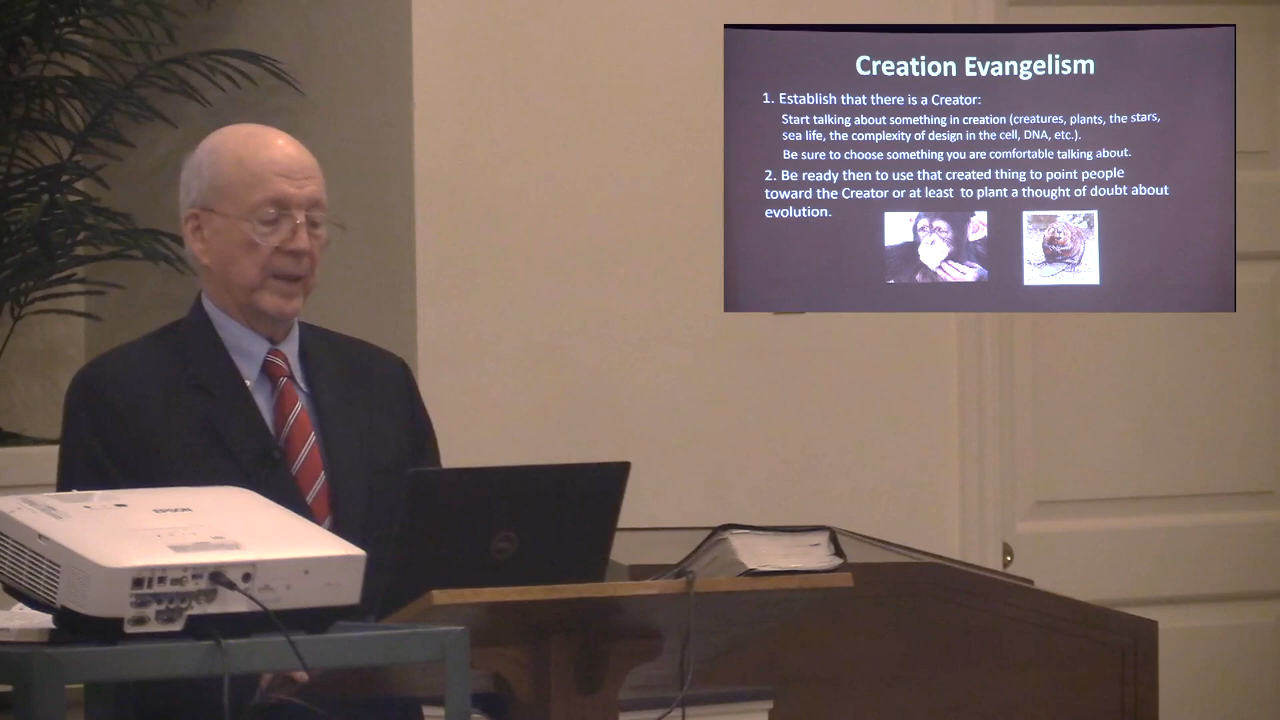 Creation Evangelism
1. Establish that there is a Creator:
Start talking about something in creation (creatures, plants, the stars,
sea life, the complexity of design in the cell, DNA, etc.).
Be sure to choose something you are comfortable talking about.
2. Be ready then to use that created thing to point people
toward the Creator or at least to plant a thought of doubt about
evolution.
EPSON
DELL